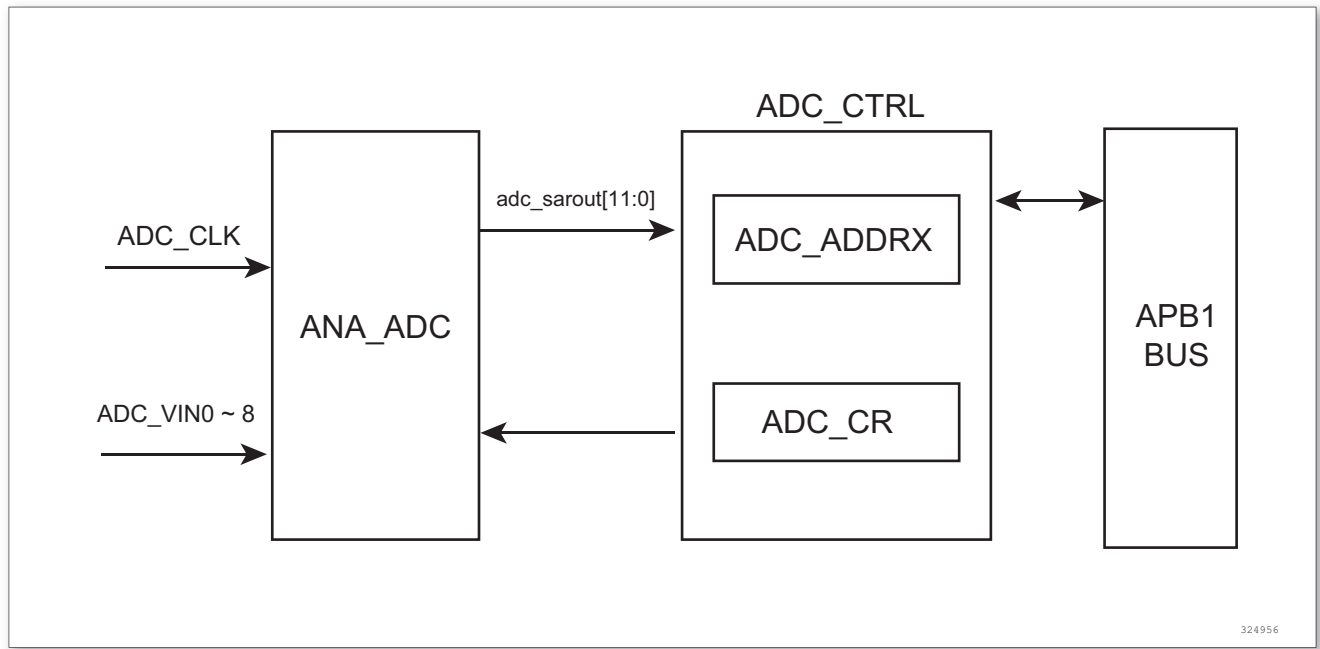 ADC_CTRL
adc_sarout[11:0]
ADC_CLK
ADC_ADDRX
ANA_ADC
APB1
BUS
ADC_VIN0 ~ 8
ADC_CR
324956